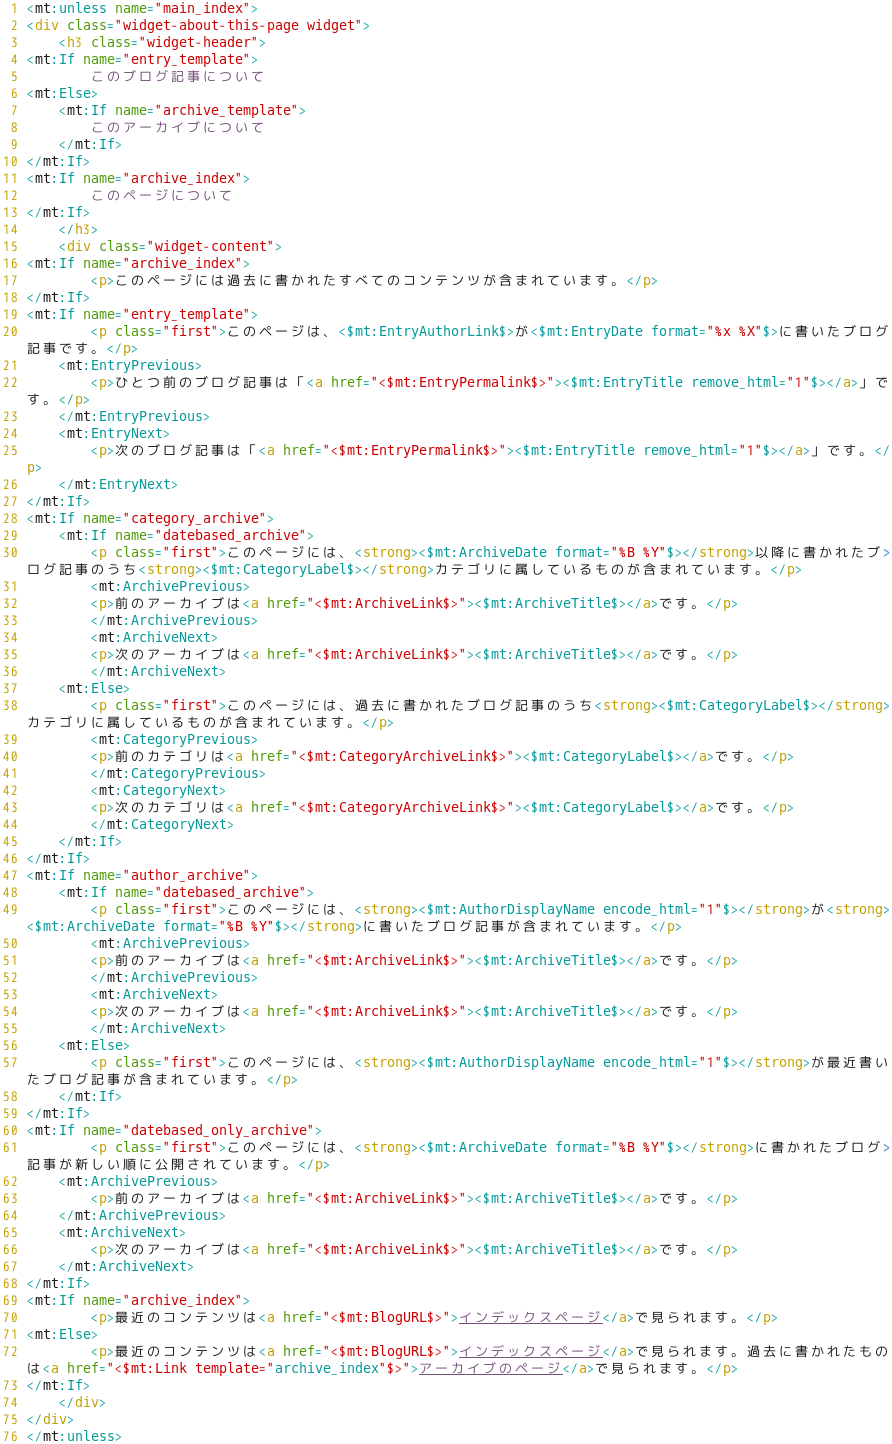 1 <mt:unless name="main_index">
2 <div class="widget-about-this-page widget">
3     <h3 class="widget-header">
4 <mt:If name="entry_template">
5         このブログ記事について
6 <mt:Else>
7     <mt:If name="archive_template">
8         このアーカイブについて
9     </mt:If>
10 </mt:If>
11 <mt:If name="archive_index">
12         このページについて
13 </mt:If>
14     </h3>
15     <div class="widget-content">
16 <mt:If name="archive_index">
17         <p>このページには過去に書かれたすべてのコンテンツが含まれています。</p>
18 </mt:If>
19 <mt:If name="entry_template">
20         <p class="first">このページは、<$mt:EntryAuthorLink$>が<$mt:EntryDate format="%x %X"$>に書いたブログ
記事です。</p>
21     <mt:EntryPrevious>
22         <p>ひとつ前のブログ記事は「<a href="<$mt:EntryPermalink$>"><$mt:EntryTitle remove_html="1"$></a>」で
す。</p>
23     </mt:EntryPrevious>
24     <mt:EntryNext>
25         <p>次のブログ記事は「<a href="<$mt:EntryPermalink$>"><$mt:EntryTitle remove_html="1"$></a>」です。</
p>
26     </mt:EntryNext>
27 </mt:If>
28 <mt:If name="category_archive">
29     <mt:If name="datebased_archive">
30         <p class="first">このページには、<strong><$mt:ArchiveDate format="%B %Y"$></strong>以降に書かれたブ>
ログ記事のうち<strong><$mt:CategoryLabel$></strong>カテゴリに属しているものが含まれています。</p>
31         <mt:ArchivePrevious>
32         <p>前のアーカイブは<a href="<$mt:ArchiveLink$>"><$mt:ArchiveTitle$></a>です。</p>
33         </mt:ArchivePrevious>
34         <mt:ArchiveNext>
35         <p>次のアーカイブは<a href="<$mt:ArchiveLink$>"><$mt:ArchiveTitle$></a>です。</p>
36         </mt:ArchiveNext>
37     <mt:Else>
38         <p class="first">このページには、過去に書かれたブログ記事のうち<strong><$mt:CategoryLabel$></strong>
カテゴリに属しているものが含まれています。</p>
39         <mt:CategoryPrevious>
40         <p>前のカテゴリは<a href="<$mt:CategoryArchiveLink$>"><$mt:CategoryLabel$></a>です。</p>
41         </mt:CategoryPrevious>
42         <mt:CategoryNext>
43         <p>次のカテゴリは<a href="<$mt:CategoryArchiveLink$>"><$mt:CategoryLabel$></a>です。</p>
44         </mt:CategoryNext>
45     </mt:If>
46 </mt:If>
47 <mt:If name="author_archive">
48     <mt:If name="datebased_archive">
49         <p class="first">このページには、<strong><$mt:AuthorDisplayName encode_html="1"$></strong>が<strong>
<$mt:ArchiveDate format="%B %Y"$></strong>に書いたブログ記事が含まれています。</p>
50         <mt:ArchivePrevious>
51         <p>前のアーカイブは<a href="<$mt:ArchiveLink$>"><$mt:ArchiveTitle$></a>です。</p>
52         </mt:ArchivePrevious>
53         <mt:ArchiveNext>
54         <p>次のアーカイブは<a href="<$mt:ArchiveLink$>"><$mt:ArchiveTitle$></a>です。</p>
55         </mt:ArchiveNext>
56     <mt:Else>
57         <p class="first">このページには、<strong><$mt:AuthorDisplayName encode_html="1"$></strong>が最近書い
たブログ記事が含まれています。</p>
58     </mt:If>
59 </mt:If>
60 <mt:If name="datebased_only_archive">
61         <p class="first">このページには、<strong><$mt:ArchiveDate format="%B %Y"$></strong>に書かれたブログ>
記事が新しい順に公開されています。</p>
62     <mt:ArchivePrevious>
63         <p>前のアーカイブは<a href="<$mt:ArchiveLink$>"><$mt:ArchiveTitle$></a>です。</p>
64     </mt:ArchivePrevious>
65     <mt:ArchiveNext>
66         <p>次のアーカイブは<a href="<$mt:ArchiveLink$>"><$mt:ArchiveTitle$></a>です。</p>
67     </mt:ArchiveNext>
68 </mt:If>
69 <mt:If name="archive_index">
70         <p>最近のコンテンツは<a href="<$mt:BlogURL$>">インデックスページ</a>で見られます。</p>
71 <mt:Else>
72         <p>最近のコンテンツは<a href="<$mt:BlogURL$>">インデックスページ</a>で見られます。過去に書かれたもの
は<a href="<$mt:Link template="archive_index"$>">アーカイブのページ</a>で見られます。</p>
73 </mt:If>
74     </div>
75 </div>
76 </mt:unless>